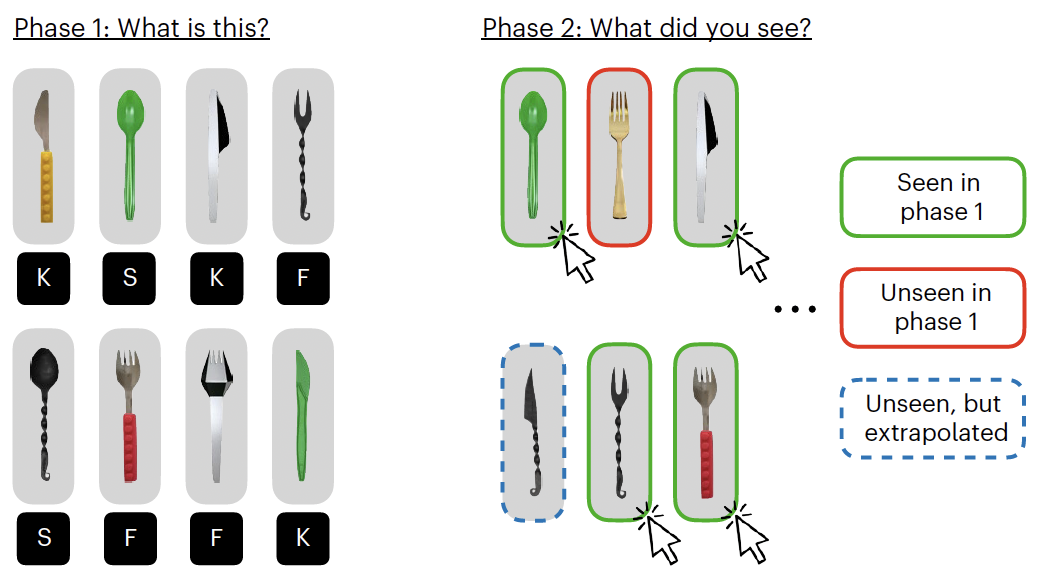 Phase 1: What is this?
Phase 2: What did you see?
K
S
K
F
S
F
F
K
Seen in
phase 1
Unseen in
phase 1
Unseen, but
extrapolated
...